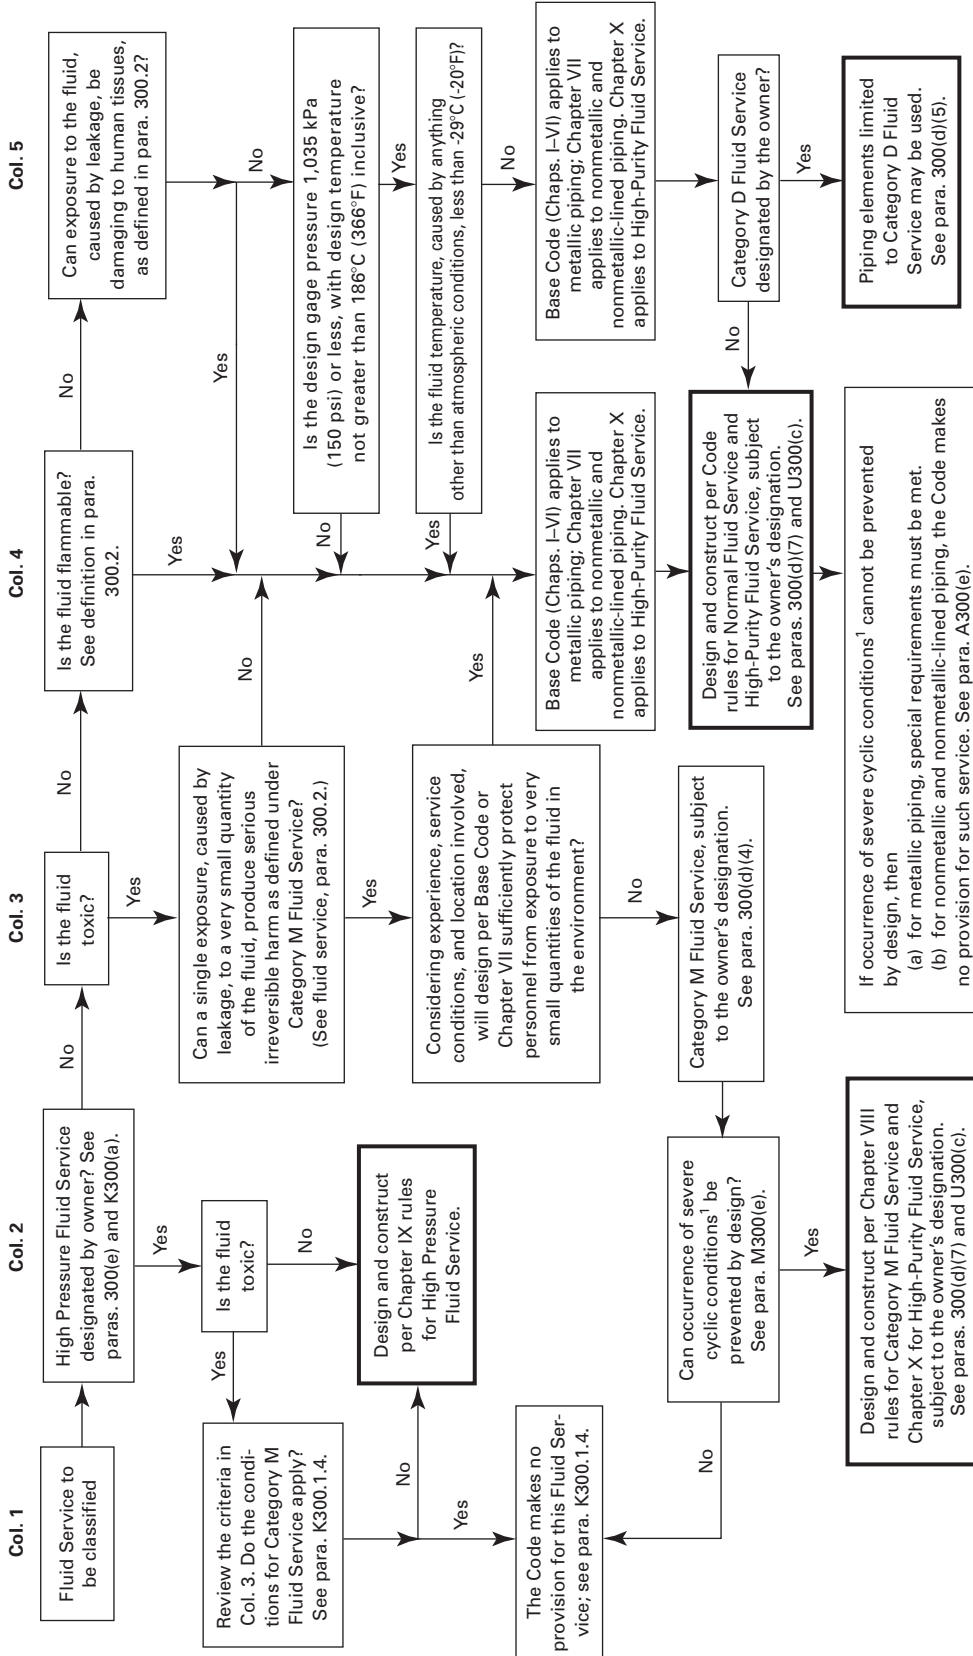 Col. 1
Col. 2
Col. 3
Col. 4
Col. 5
Fluid Service to
be classified
High Pressure Fluid Service
designated by owner? See
paras. 300(e) and K300(a).
No
Is the fluid
toxic?
No
Is the fluid flammable?
See definition in para.
300.2.
No
Can exposure to the fluid,
caused by leakage, be
damaging to human tissues,
as defined in para. 300.2?
Yes
Yes
Yes
Yes
No
Review the criteria in
Col. 3. Do the condi-
tions for Category M
Fluid Service apply?
See para. K300.1.4.
Yes
Is the fluid
toxic?
No
Can a single exposure, caused by
leakage, to a very small quantity
of the fluid, produce serious
irreversible harm as defined under
Category M Fluid Service?
(See fluid service, para. 300.2.)
No
Is the design gage pressure 1,035 kPa
(150 psi) or less, with design temperature
not greater than 186°C (366°F) inclusive?
No
Yes
Yes
No
Yes
Design and construct
per Chapter IX rules
for High Pressure
Fluid Service.
Considering experience, service
conditions, and location involved,
will design per Base Code or
Chapter VII sufficiently protect
personnel from exposure to very
small quantities of the fluid in
the environment?
Yes
Is the fluid temperature, caused by anything
other than atmospheric conditions, less than -29°C (-20°F)?
Yes
No
No
The Code makes no
provision for this Fluid Ser-
vice; see para. K300.1.4.
Base Code (Chaps. I–VI) applies to
metallic piping; Chapter VII
applies to nonmetallic and
nonmetallic-lined piping. Chapter X
applies to High-Purity Fluid Service.
Base Code (Chaps. I–VI) applies to
metallic piping; Chapter VII
applies to nonmetallic and
nonmetallic-lined piping. Chapter X
applies to High-Purity Fluid Service.
No
Can occurrence of severe
cyclic conditions1 be
prevented by design?
See para. M300(e).
Category M Fluid Service, subject
to the owner's designation.
See para. 300(d)(4).
Design and construct per Code
rules for Normal Fluid Service and
High-Purity Fluid Service, subject
to the owner's designation.
See paras. 300(d)(7) and U300(c).
No
Category D Fluid Service
designated by the owner?
Yes
Yes
Design and construct per Chapter VIII
rules for Category M Fluid Service and
Chapter X for High-Purity Fluid Service,
subject to the owner's designation.
See paras. 300(d)(7) and U300(c).
If occurrence of severe cyclic conditions1 cannot be prevented
by design, then
(a) for metallic piping, special requirements must be met.
(b) for nonmetallic and nonmetallic-lined piping, the Code makes
no provision for such service. See para. A300(e).
Piping elements limited
to Category D Fluid
Service may be used.
See para. 300(d)(5).